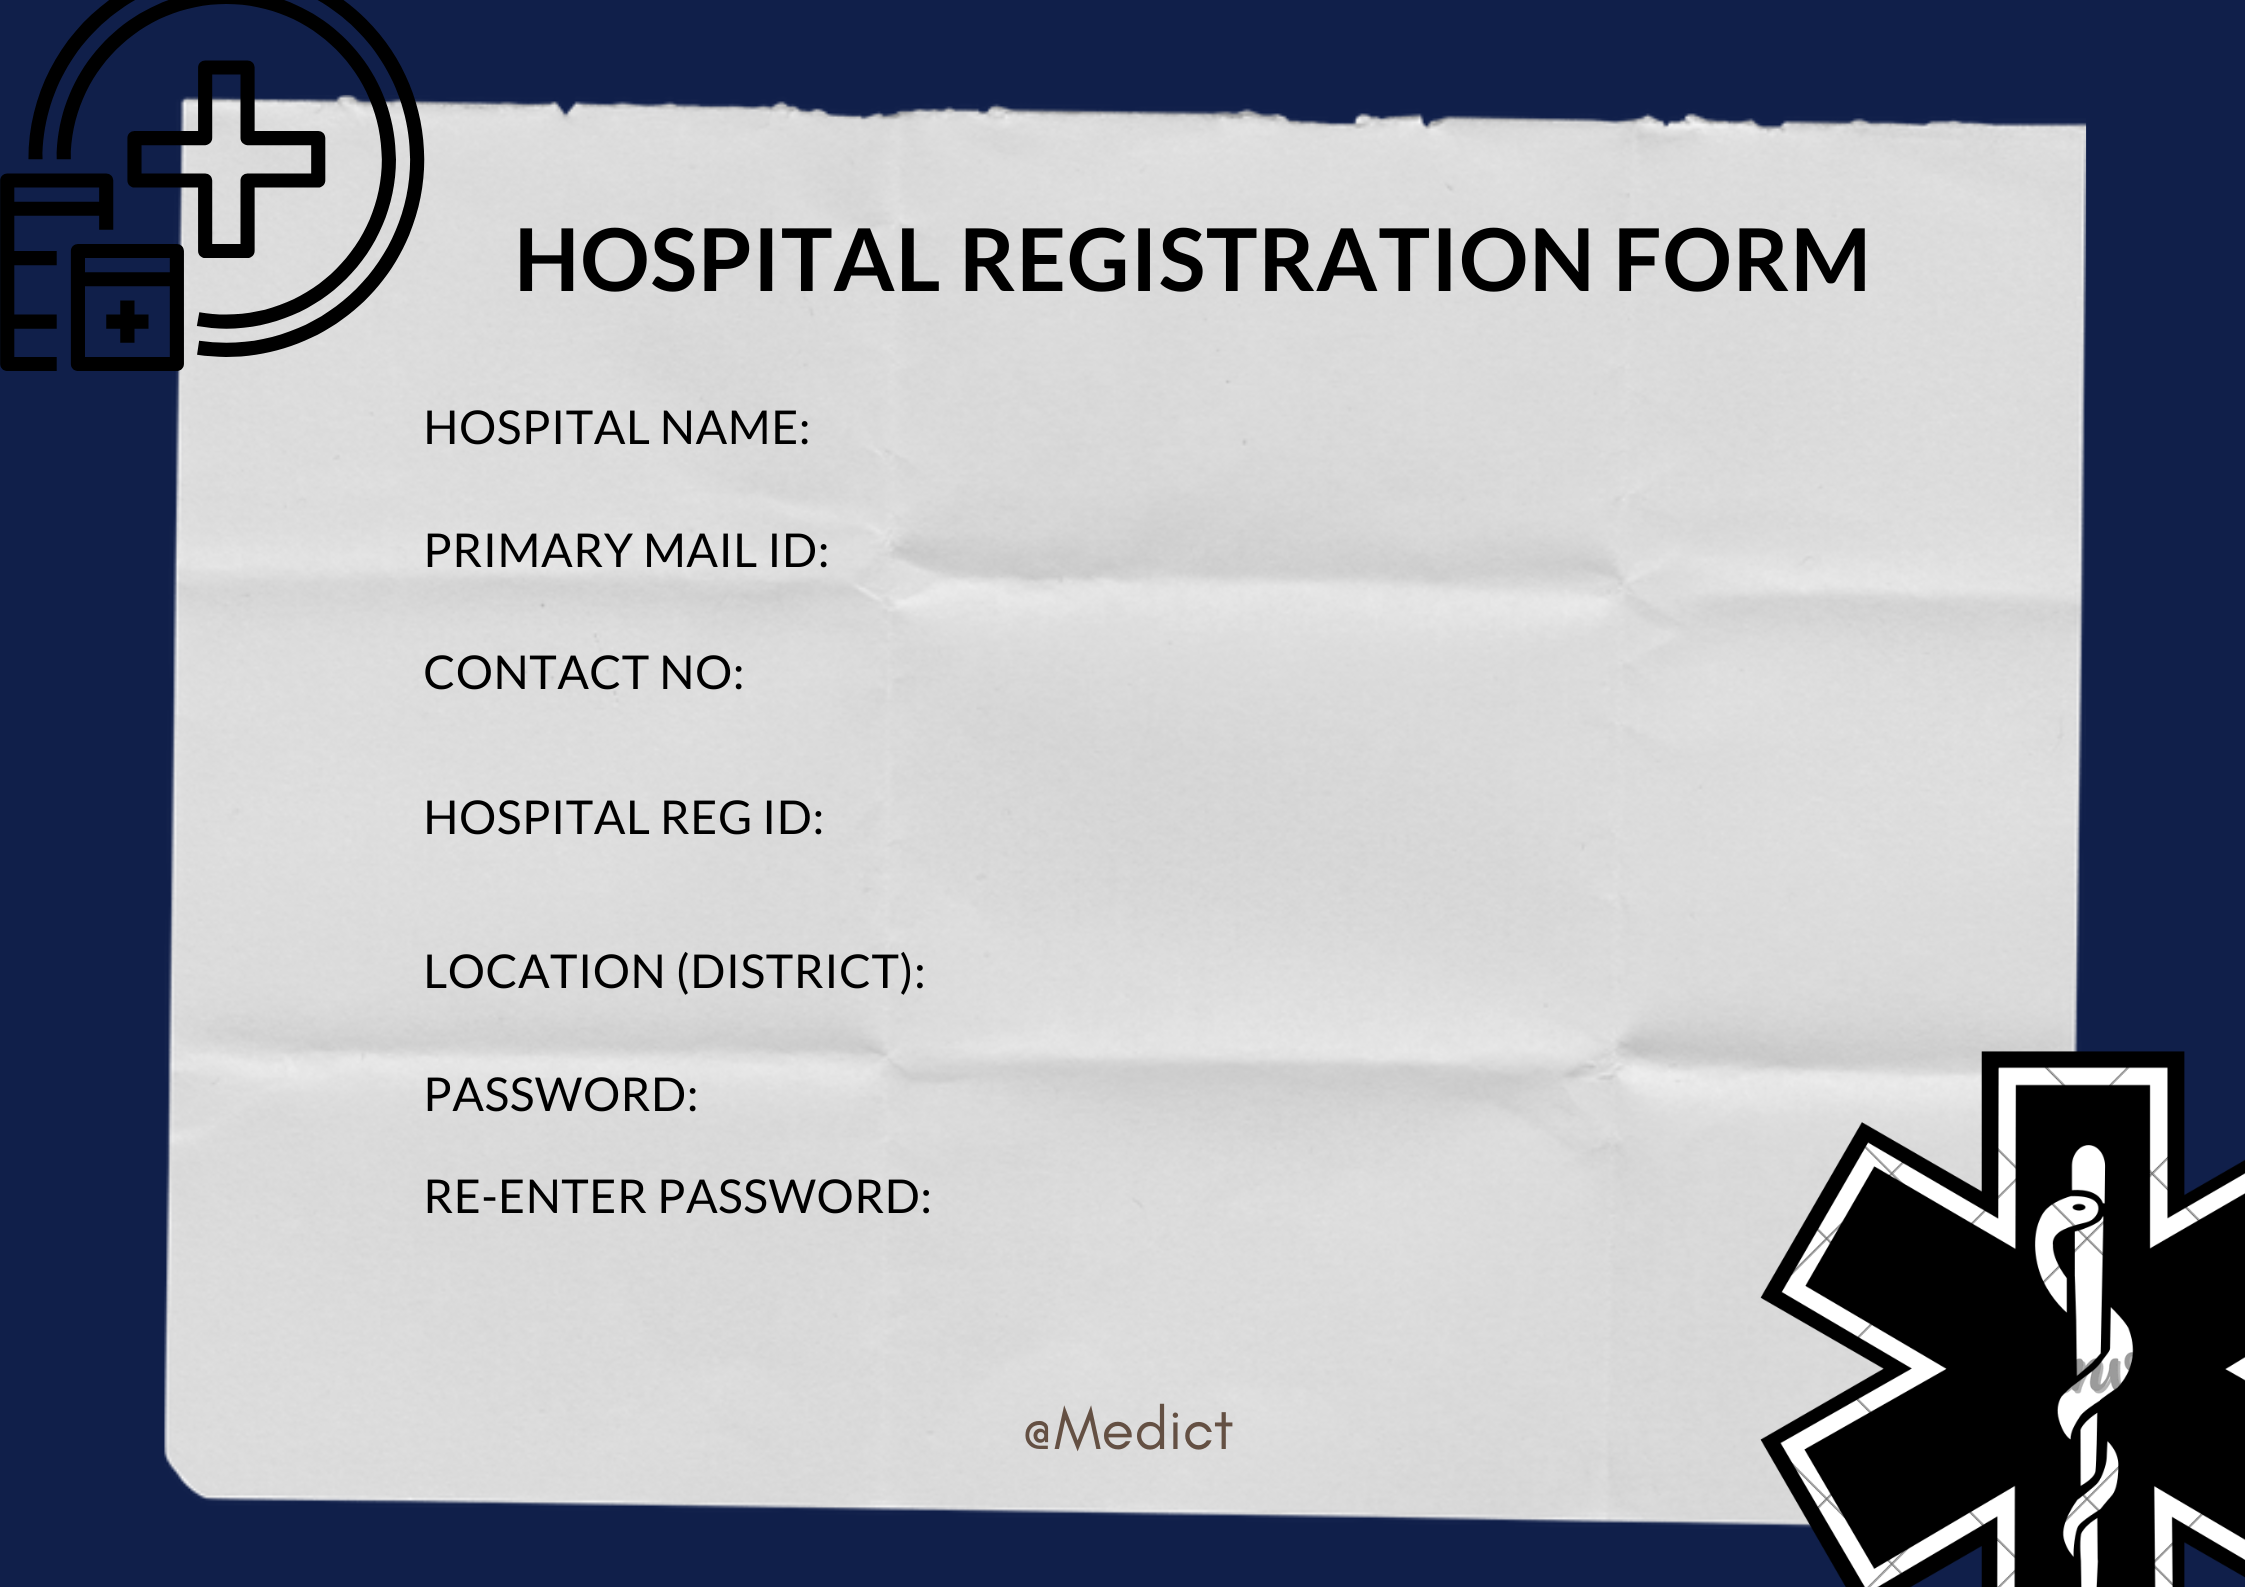 HOSPITAL REGISTRATION FORM
HOSPITAL NAME:
PRIMARY MAIL ID:
CONTACT NO:
HOSPITAL REG ID:
LOCATION (DISTRICT):
PASSWORD:
RE-ENTER PASSWORD:
@Medict